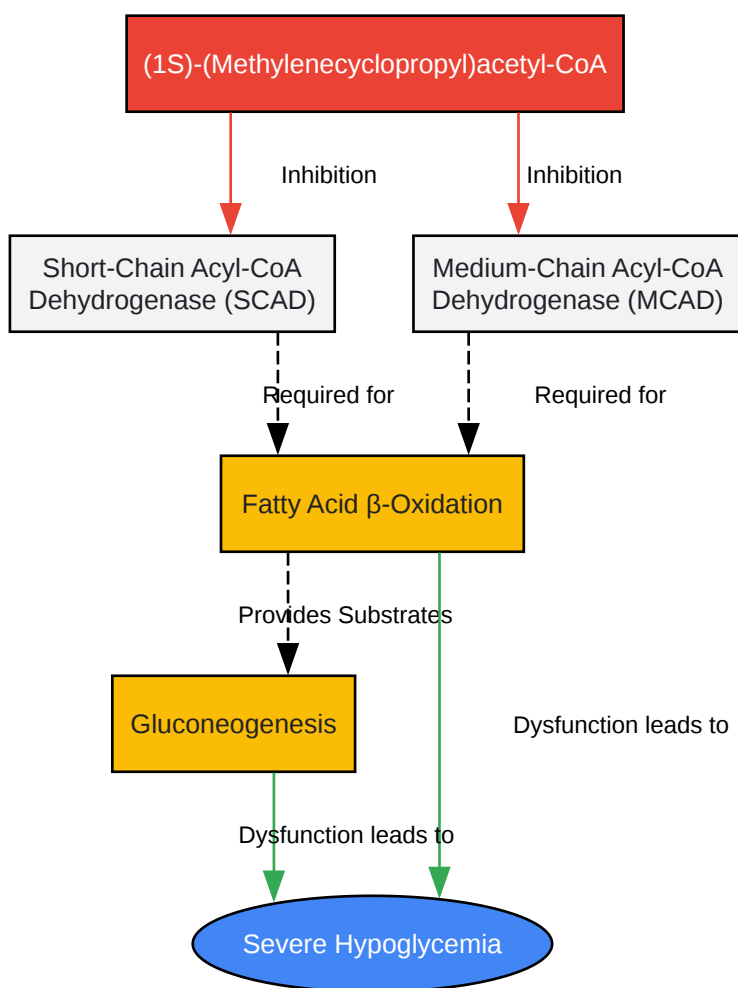 (1S)-(Methylenecyclopropyl)acetyl-CoA
Inhibition
Inhibition
Short-Chain Acyl-CoA
Dehydrogenase (SCAD)
Medium-Chain Acyl-CoA
Dehydrogenase (MCAD)
Required for
Required for
Fatty Acid β-Oxidation
Provides Substrates
Gluconeogenesis
Dysfunction leads to
Dysfunction leads to
Severe Hypoglycemia